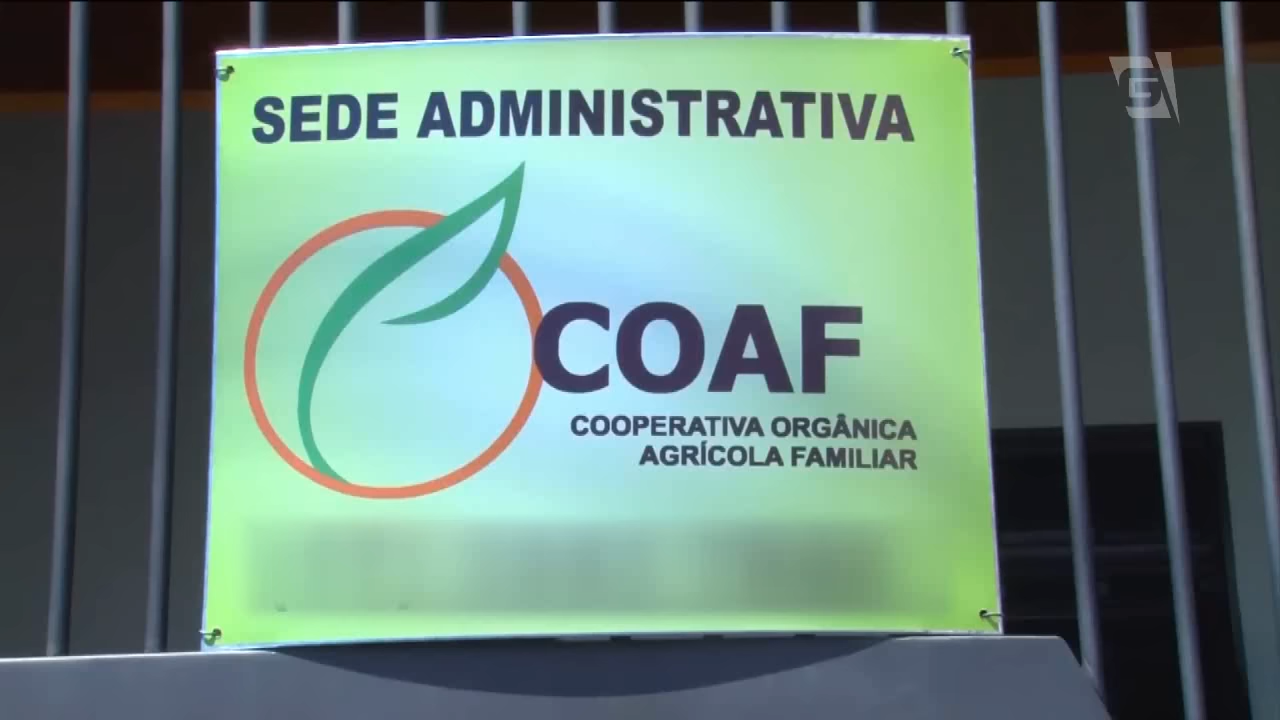 SEDE ADMINISTRATIVA
COAF
COOPERATIVA ORGÂNICA
AGRÍCOLA FAMILIAR
G